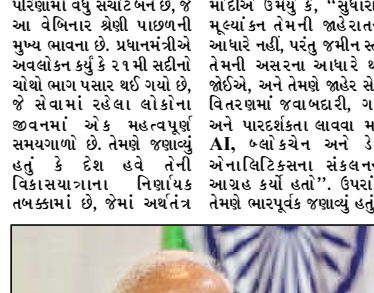 પરિણામો વધુ સચોટ બને છે, જે
આ વેબિનાર શ્રેણી પાછળની
મુખ્ય ભાવના છે. પ્રધાનમંત્રીએ
અવલોકન કર્યું કે ૨૧મી સદીનો
ચોથો ભાગ પસાર થઈ ગયો છે,
જે સેવામાં રહેલા લોકોના
જીવનમાં એક મહત્વપૂર્ણ
સમયગાળો છે. તેમણે જણાવ્યું
હતું કે દેશ હવે તેની
વિકાસયાત્રાના નિર્ણાયક
તબક્કામાં છે, જેમાં અર્થતંત્ર
ઉમેર્યું કે, ‘‘સુધારા
મૂલ્યાંકન તેમની જાહેરાત
આધારે નહીં, પરંતુ જમીન
તેમની અસરના આધારે
જોઈએ, અને તેમણે જાહેર
વિતરણમાં જવાબદારી,
અને પારદર્શકતા લાવવા
AI, બ્લોકચેન અને
એનાલિટિક્સના સંકલન
આગ્રહ કર્યો હતો’’. ઉપરાં
તેમણે ભારપૂર્વક જણાવ્યું હતું